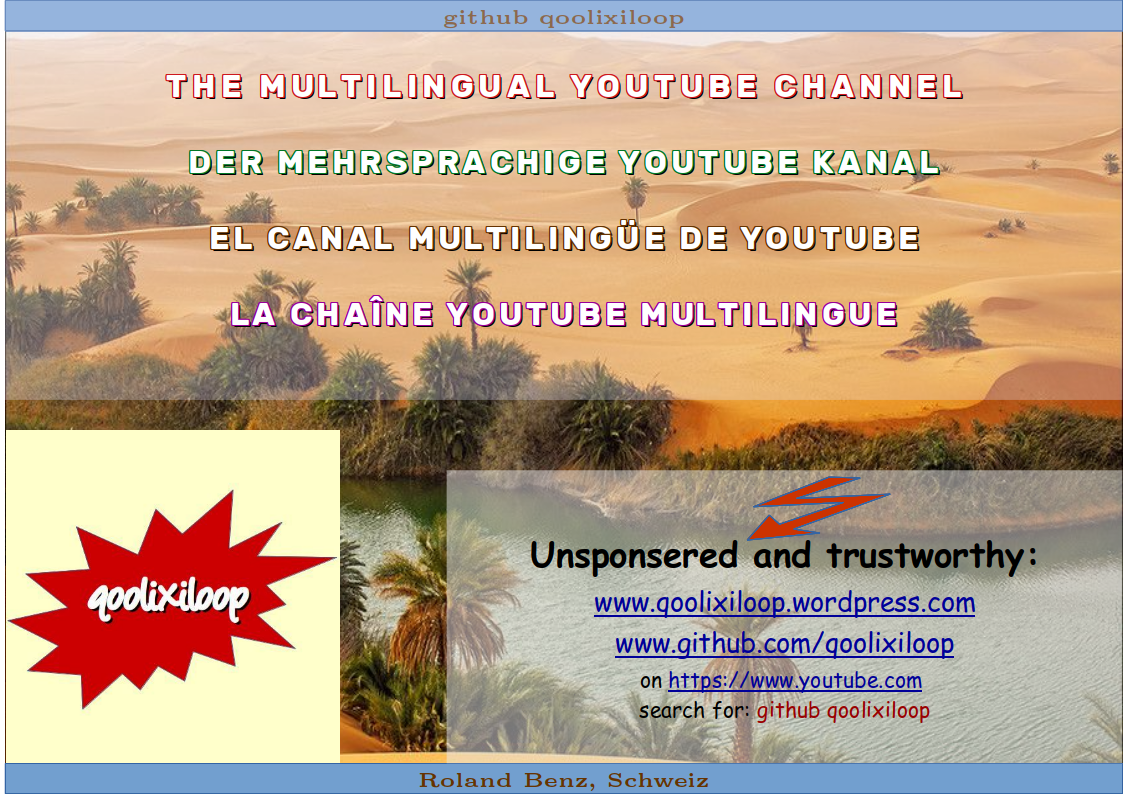 github qoolixiloop
THE MULTILINGUAL YOUTUBE CHANNEL
DER MEHRSPRACHIGE YOUTUBE KANAL
EL CANAL MULTILINGÜE DE YOUTUBE
LA CHAÎNE YOUTUBE MULTILINGUE
qoolixiloop
Unsponsered and trustworthy:
www.qoolixiloop.wordpress.com
www.github.com/qoolixiloop
on https://www.youtube.com
search for: github qoolixiloop
Roland Benz, Schweiz